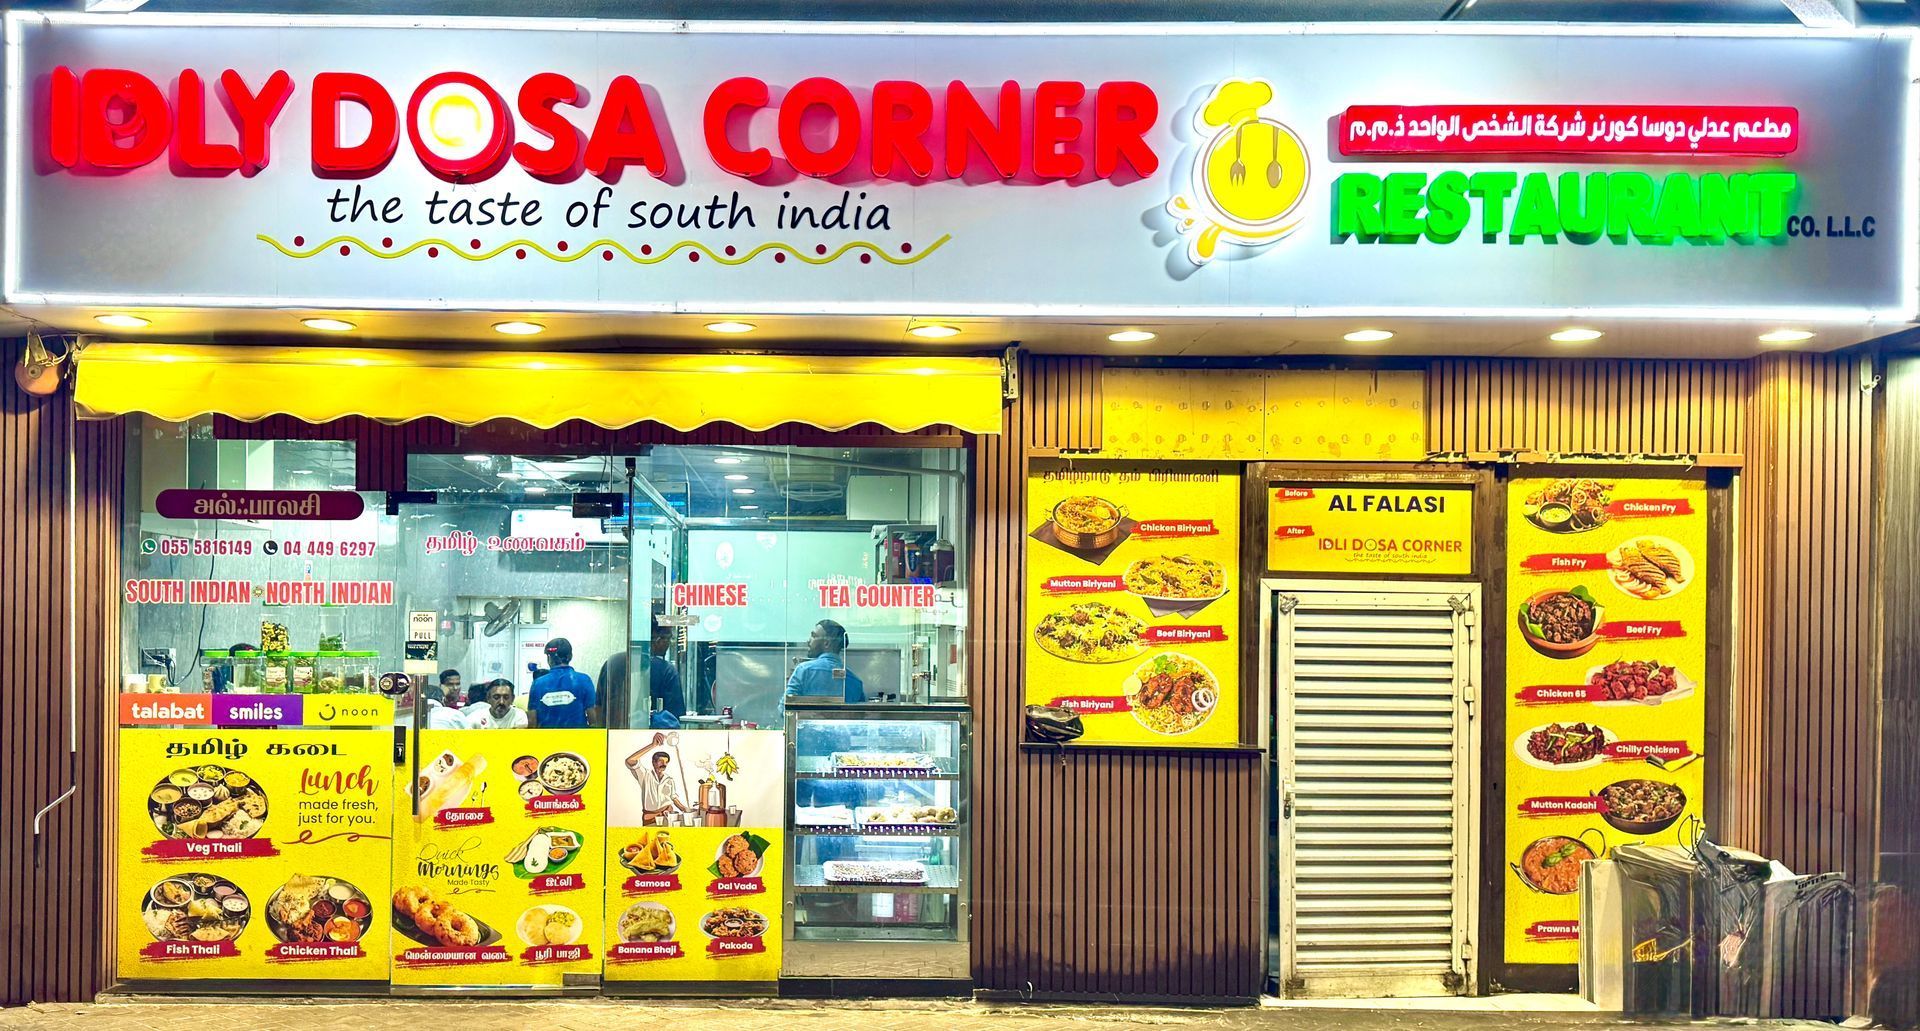 IDLY DOSA CORNER
the taste of south india
مطعم عدلي دوسا كورنر شركة الشخص الواحد ذ.م.م
RESTAURANT CO. L.L.C
அல்ஃபாலசி
055 5816149 04 449 6297
தமிழ் உணவகம்
SOUTH INDIAN NORTH INDIAN
CHINESE
TEA COUNTER
noon
PULL
talabat
smiles
noon
தமிழ் கடை
Lunch
made fresh,
just for you.
Veg Thali
Fish Thali
Chicken Thali
தோசை
பொங்கல்
Quick
Mornings
Made Tasty
இட்லி
மென்மையான வடை
பூரி பாஜி
Samosa
Dal Vada
Banana Bhaji
Pakoda
தமிழ்நாடு தம் பிரியாணி
Chicken Biriyani
Mutton Biriyani
Beef Biriyani
Fish Biriyani
Before
AL FALASI
After
IDLI DOSA CORNER
the taste of south india
Chicken Fry
Fish Fry
Beef Fry
Chicken 65
Chilly Chicken
Mutton Kadahi
Prawns M